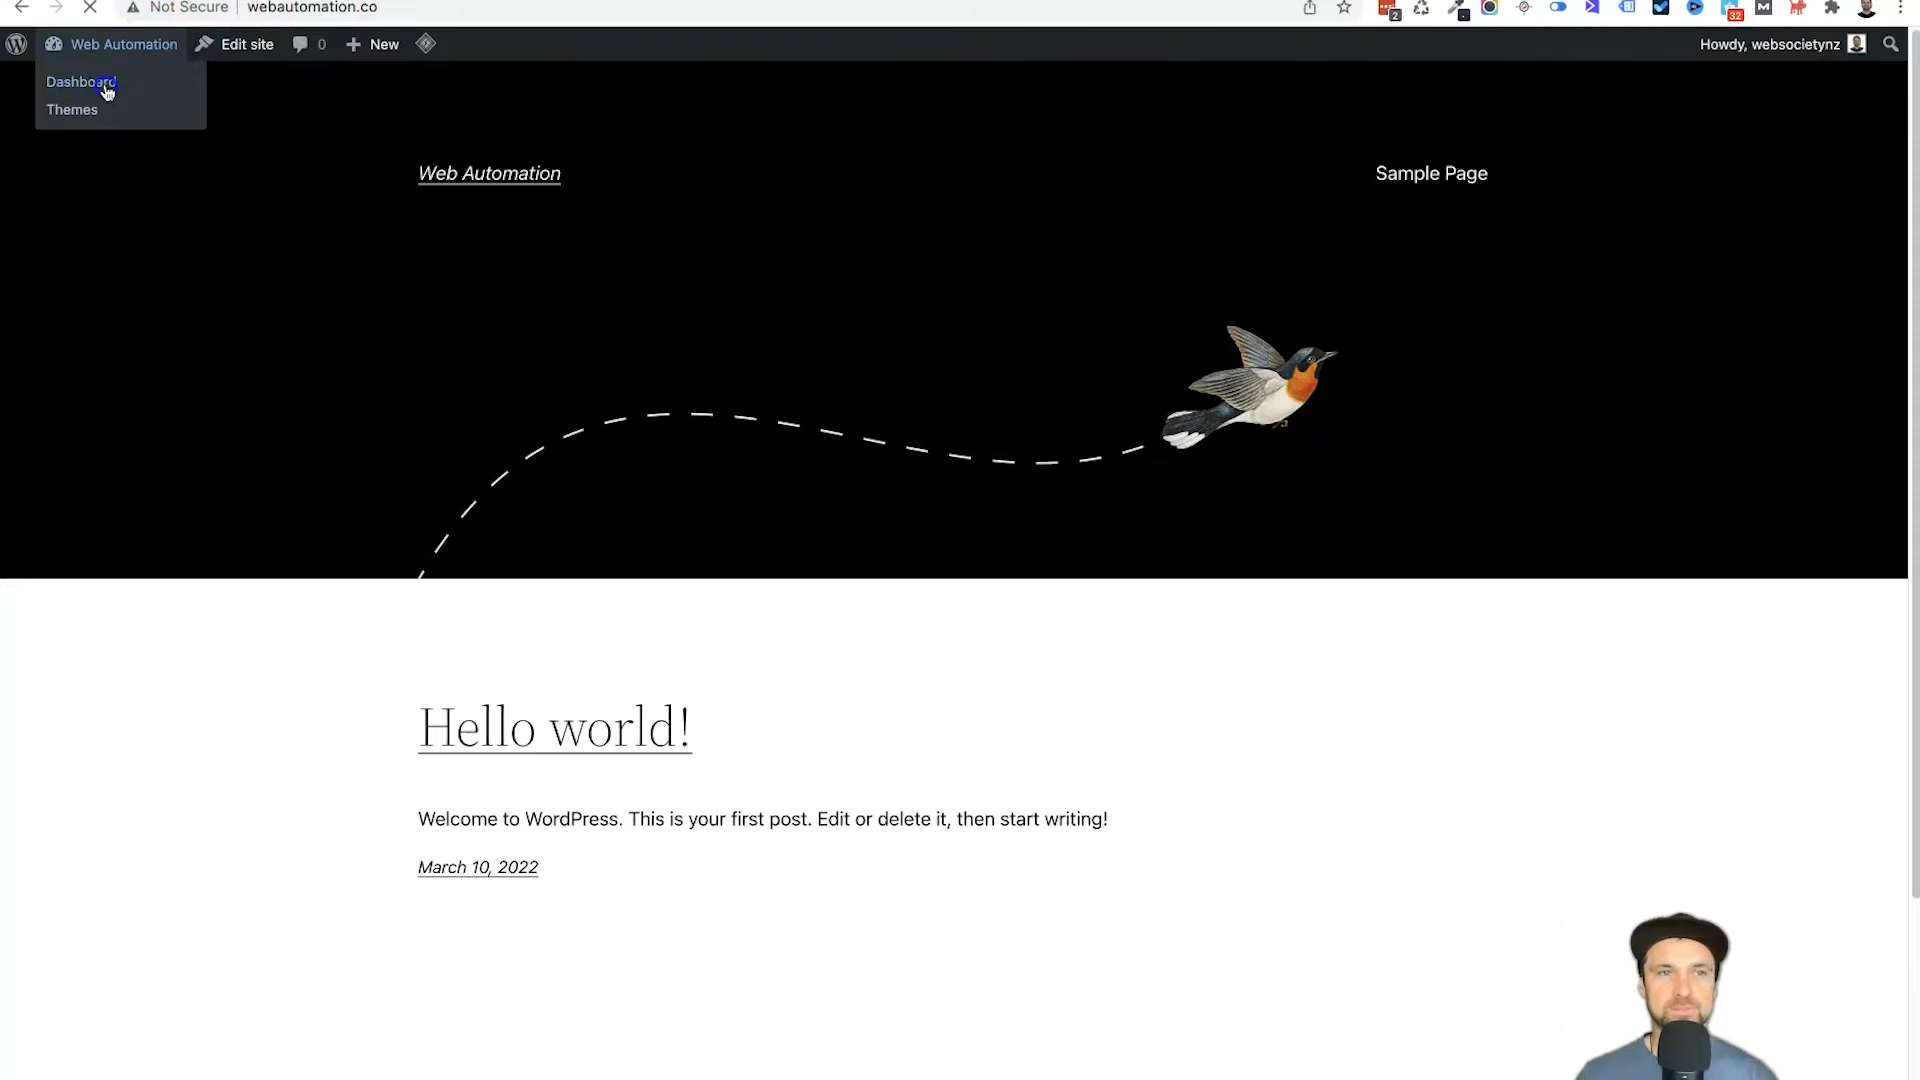 Not Secure webautomation.co
2
32
Web Automation Edit site 0 New Howdy, websocietynz
Dashboard
Themes
Web Automation Sample Page
Hello world!
Welcome to WordPress. This is your first post. Edit or delete it, then start writing!
March 10, 2022